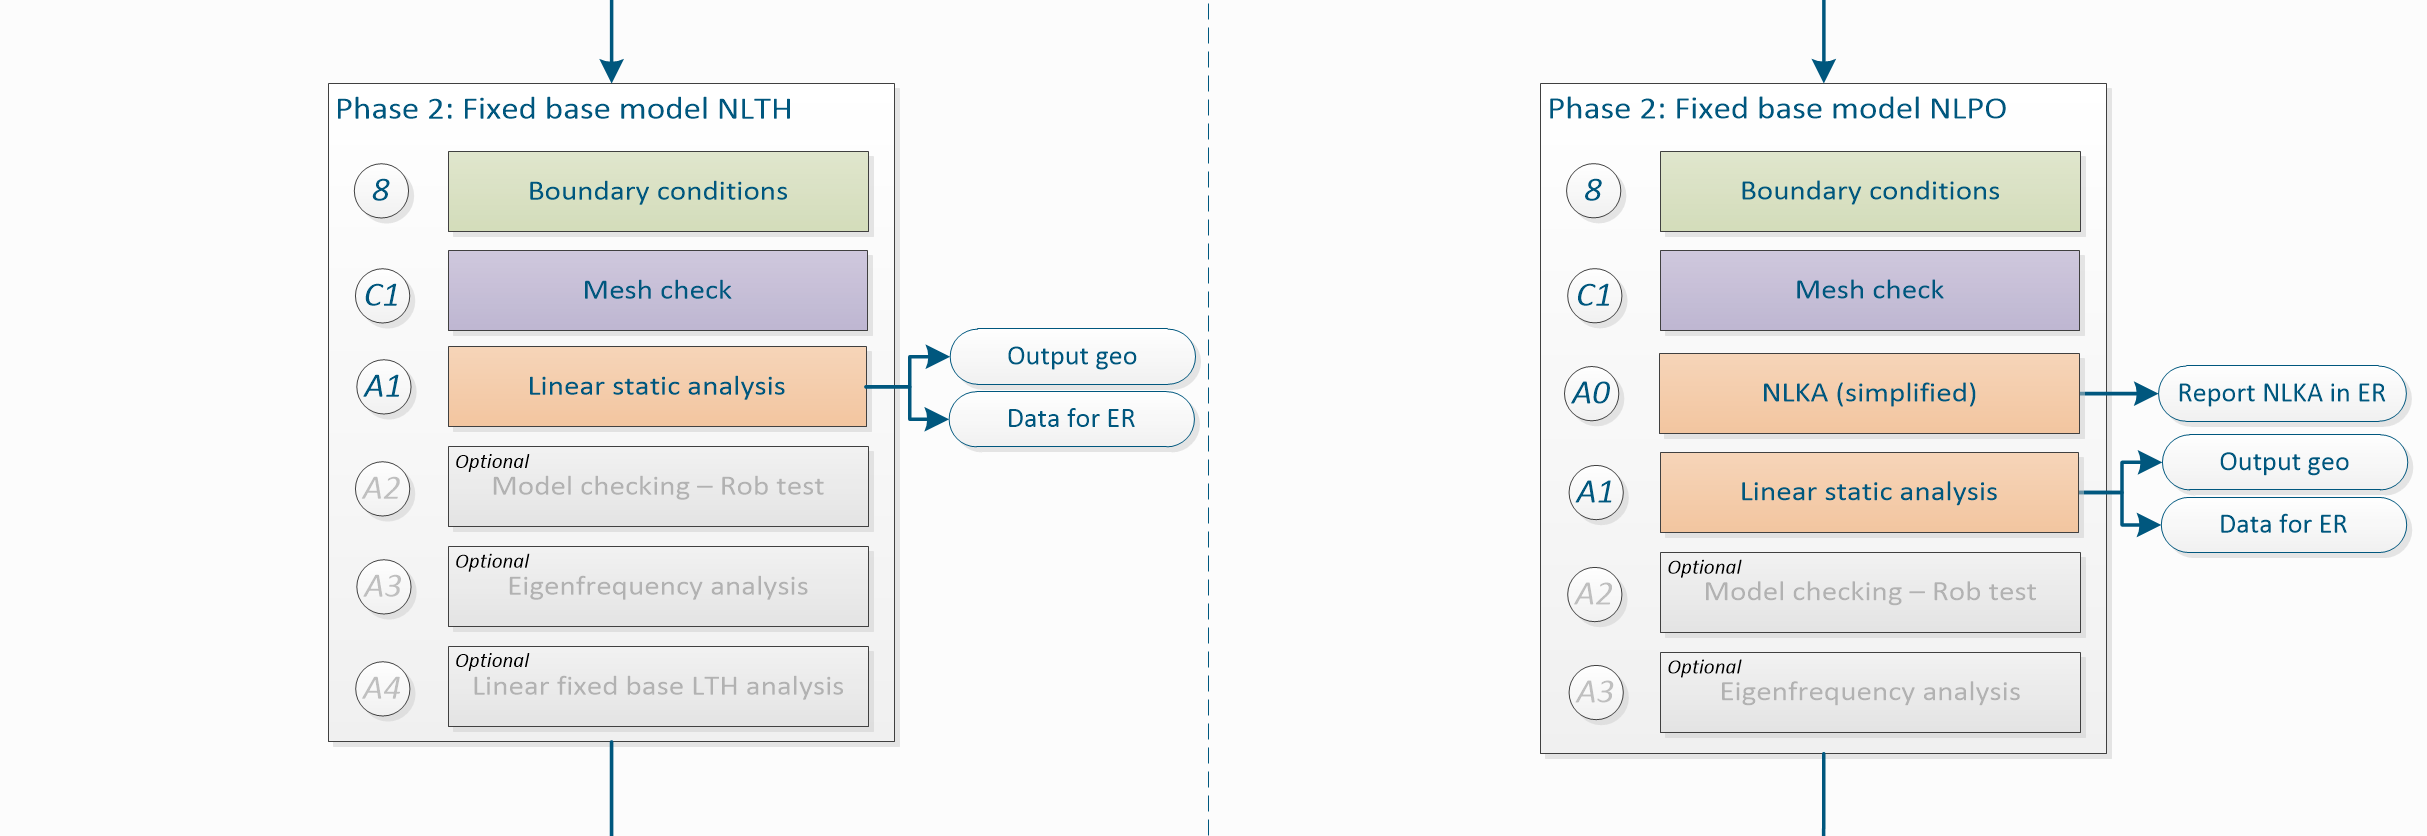 Phase 2: Fixed base model NLTH
8
Boundary conditions
C1
Mesh check
A1
Linear static analysis
Output geo
Data for ER
A2
Optional
Model checking – Rob test
A3
Optional
Eigenfrequency analysis
A4
Optional
Linear fixed base LTH analysis
Phase 2: Fixed base model NLPO
8
Boundary conditions
C1
Mesh check
A0
NLKA (simplified)
Report NLKA in ER
A1
Linear static analysis
Output geo
Data for ER
A2
Optional
Model checking – Rob test
A3
Optional
Eigenfrequency analysis